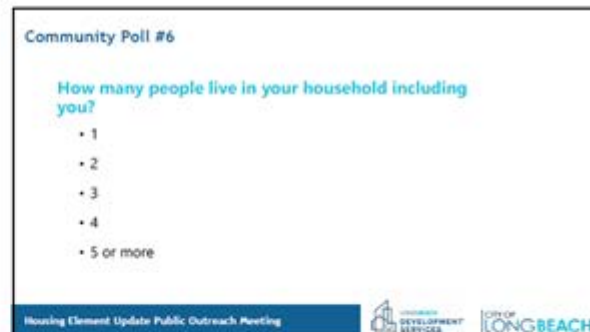 Community Poll #6
How many people live in your household including
you?
• 1
• 2
• 3
• 4
• 5 or more
Housing Element Update Public Outreach Meeting
LONG BEACH
DEVELOPMENT
SERVICES
CITY OF
LONGBEACH